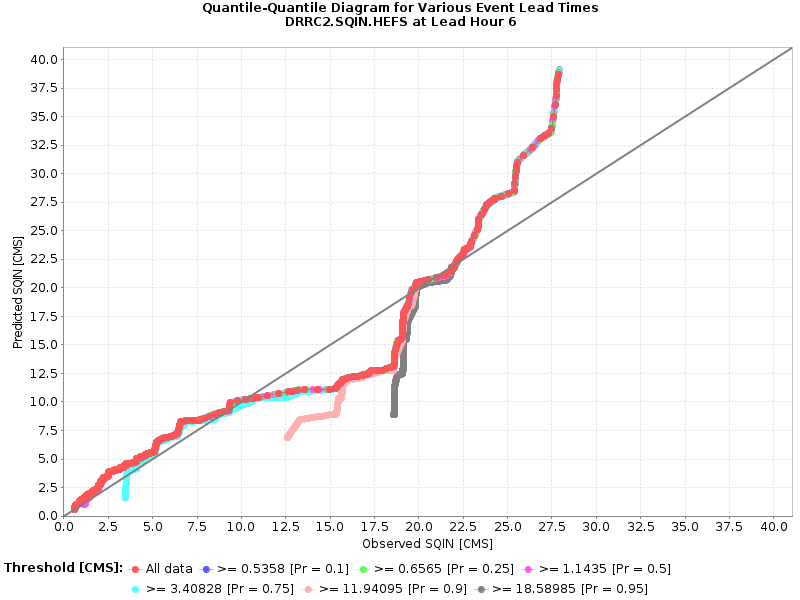 Quantile-Quantile Diagram for Various Event Lead Times
DRRC2.SQIN.HEFS at Lead Hour 6
40.0
37.5
35.0
32.5
30.0
27.5
25.0
22.5
20.0
17.5
15.0
12.5
10.0
7.5
5.0
2.5
0.0
Predicted SQIN [CMS]
0.0 2.5 5.0 7.5 10.0 12.5 15.0 17.5 20.0 22.5 25.0 27.5 30.0 32.5 35.0 37.5 40.0
Observed SQIN [CMS]
Threshold [CMS]: All data >= 0.5358 [Pr = 0.1] >= 0.6565 [Pr = 0.25] >= 1.1435 [Pr = 0.5]
>= 3.40828 [Pr = 0.75] >= 11.94095 [Pr = 0.9] >= 18.58985 [Pr = 0.95]